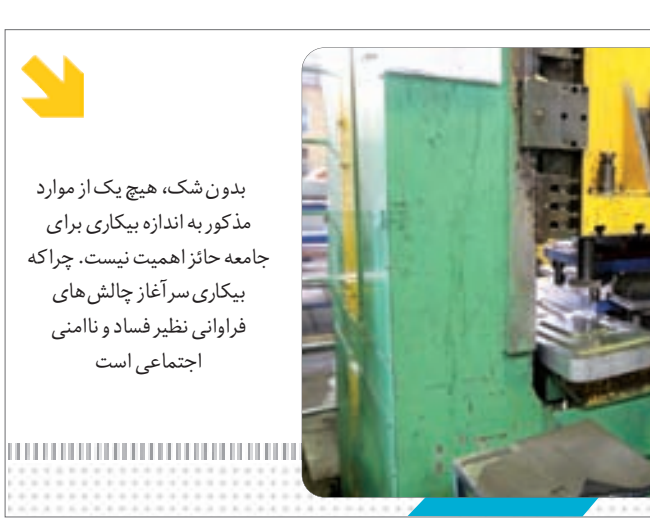 بدون شک، هیچ یک از موارد
مذکور به اندازه بیکاری برای
جامعه حائز اهمیت نیست. چراکه
بیکاری سرآغاز چالش‌های
فراوانی نظیر فساد و ناامنی
اجتماعی است